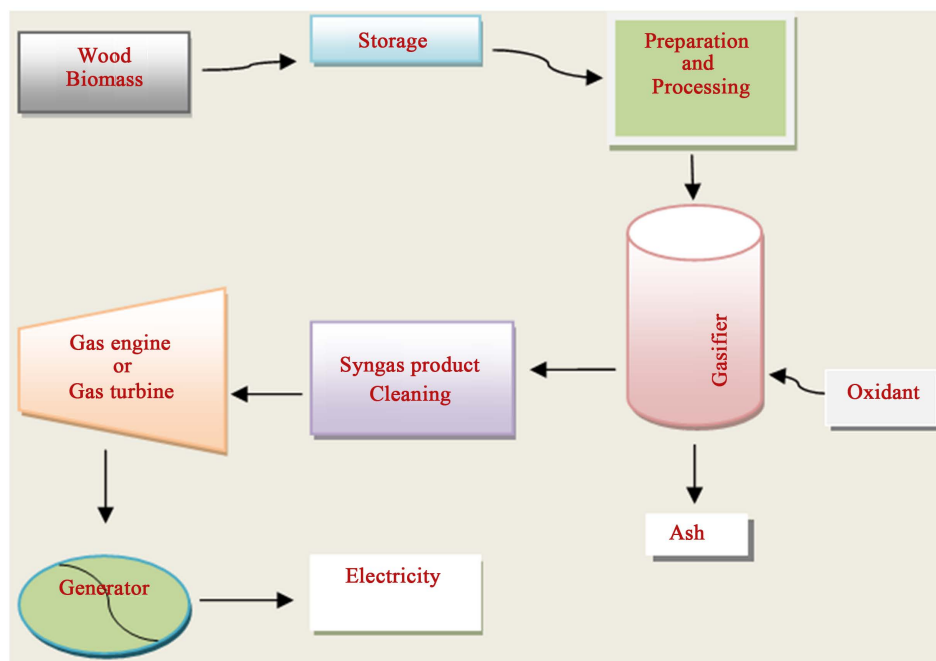 Wood
Biomass
Storage
Preparation
and
Processing
Gasifier
Oxidant
Ash
Syngas product
Cleaning
Gas engine
or
Gas turbine
Generator
Electricity